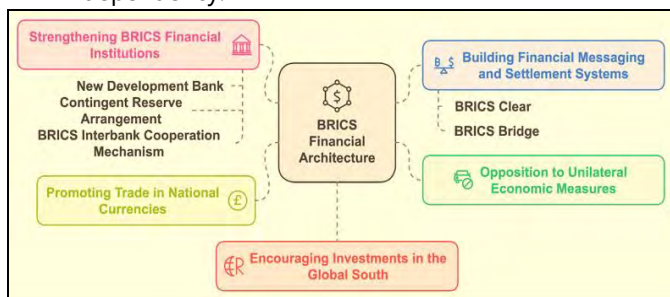 Strengthening BRICS Financial
Institutions
New Development Bank
Contingent Reserve
Arrangement
BRICS Interbank Cooperation
Mechanism
Promoting Trade in National
Currencies
$
BRICS
Financial
Architecture
Encouraging Investments in the
Global South
Building Financial Messaging
and Settlement Systems
BRICS Clear
BRICS Bridge
Opposition to Unilateral
Economic Measures